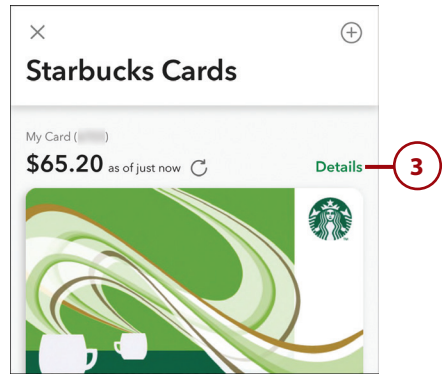 Starbucks Cards
My Card ( )
$65.20 as of just now
Details
3